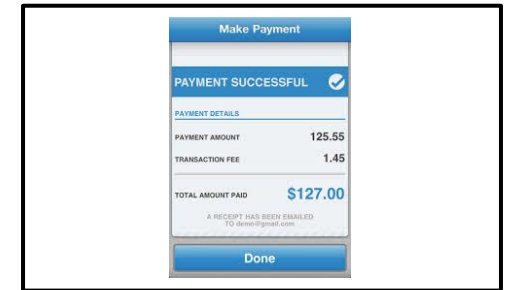 Make Payment
PAYMENT SUCCESSFUL
PAYMENT DETAILS
PAYMENT AMOUNT 125.55
TRANSACTION FEE 1.45
TOTAL AMOUNT PAID $127.00
A RECEIPT HAS BEEN EMAILED
TO demo@gmail.com
Done